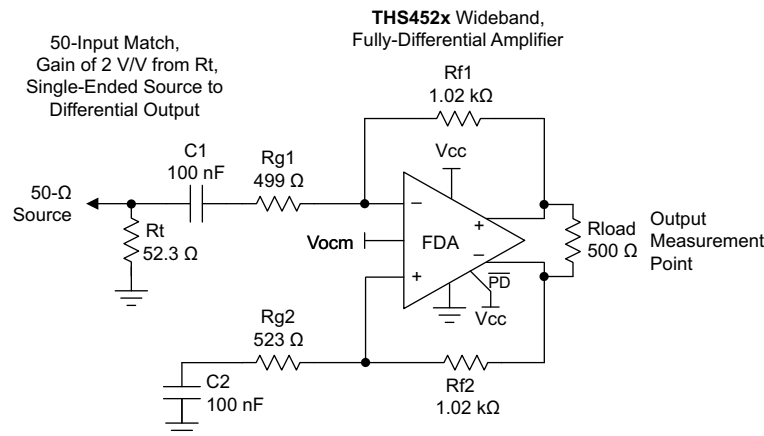 THS452x Wideband,
Fully-Differential Amplifier
50-Input Match,
Gain of 2 V/V from Rt,
Single-Ended Source to
Differential Output
Rf1
1.02 kΩ
C1
100 nF
Rg1
499 Ω
Vcc
50-Ω
Source
Rt
52.3 Ω
Vocm
−
+
FDA
+
−
PD
Vcc
Rload
500 Ω
Output
Measurement
Point
Rg2
523 Ω
C2
100 nF
Rf2
1.02 kΩ